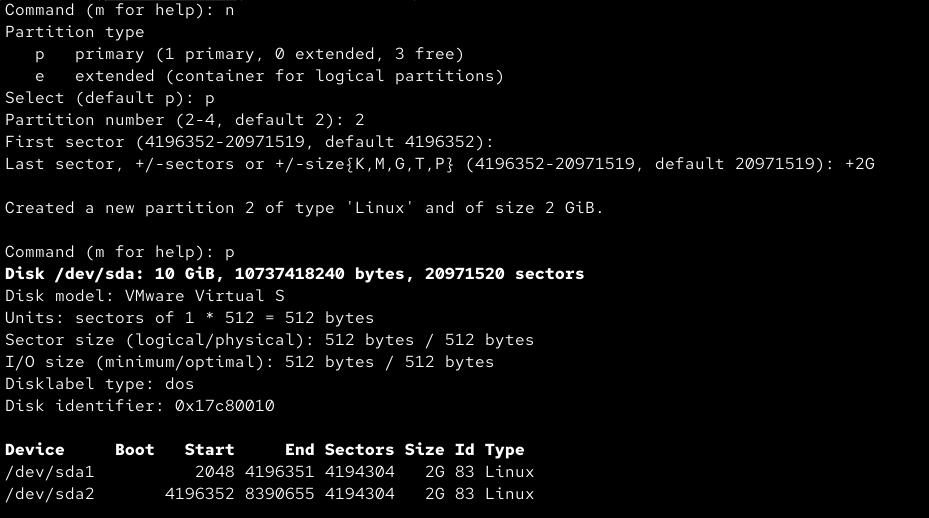 Command (m for help): n
Partition type
   p   primary (1 primary, 0 extended, 3 free)
   e   extended (container for logical partitions)
Select (default p): p
Partition number (2-4, default 2): 2
First sector (4196352-20971519, default 4196352):
Last sector, +/-sectors or +/-size{K,M,G,T,P} (4196352-20971519, default 20971519): +2G

Created a new partition 2 of type 'Linux' and of size 2 GiB.

Command (m for help): p
Disk /dev/sda: 10 GiB, 10737418240 bytes, 20971520 sectors
Disk model: VMware Virtual S
Units: sectors of 1 * 512 = 512 bytes
Sector size (logical/physical): 512 bytes / 512 bytes
I/O size (minimum/optimal): 512 bytes / 512 bytes
Disklabel type: dos
Disk identifier: 0x17c80010

Device     Boot   Start     End Sectors Size Id Type
/dev/sda1          2048 4196351 4194304   2G 83 Linux
/dev/sda2       4196352 8390655 4194304   2G 83 Linux